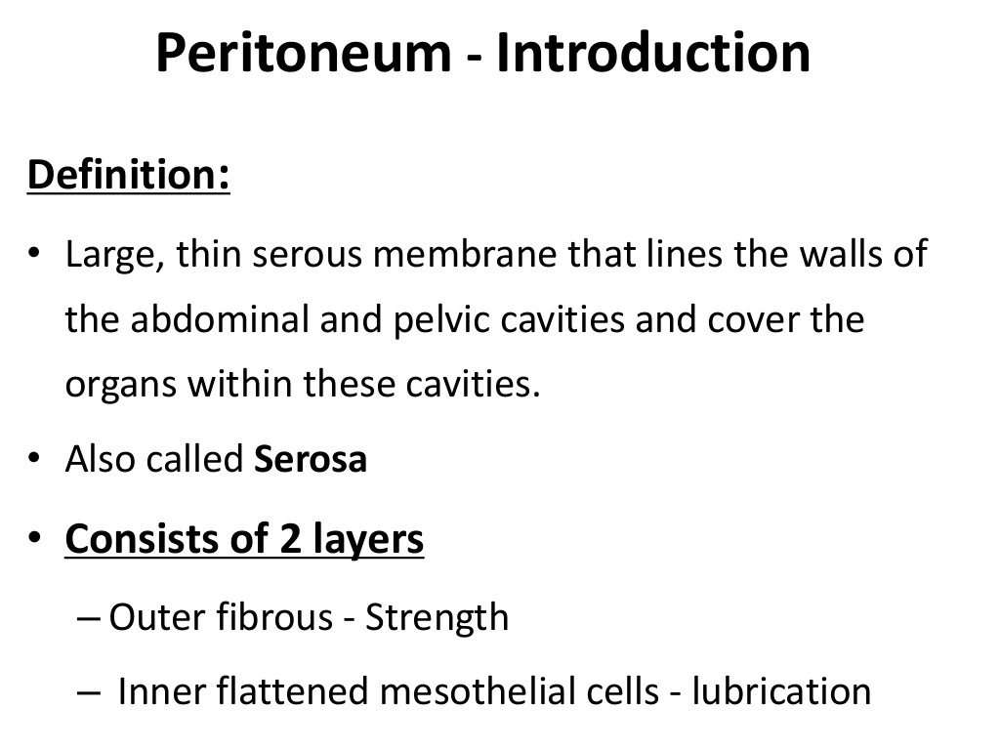 Peritoneum - Introduction
Definition:
• Large, thin serous membrane that lines the walls of
the abdominal and pelvic cavities and cover the
organs within these cavities.
• Also called Serosa
• Consists of 2 layers
– Outer fibrous - Strength
– Inner flattened mesothelial cells - lubrication